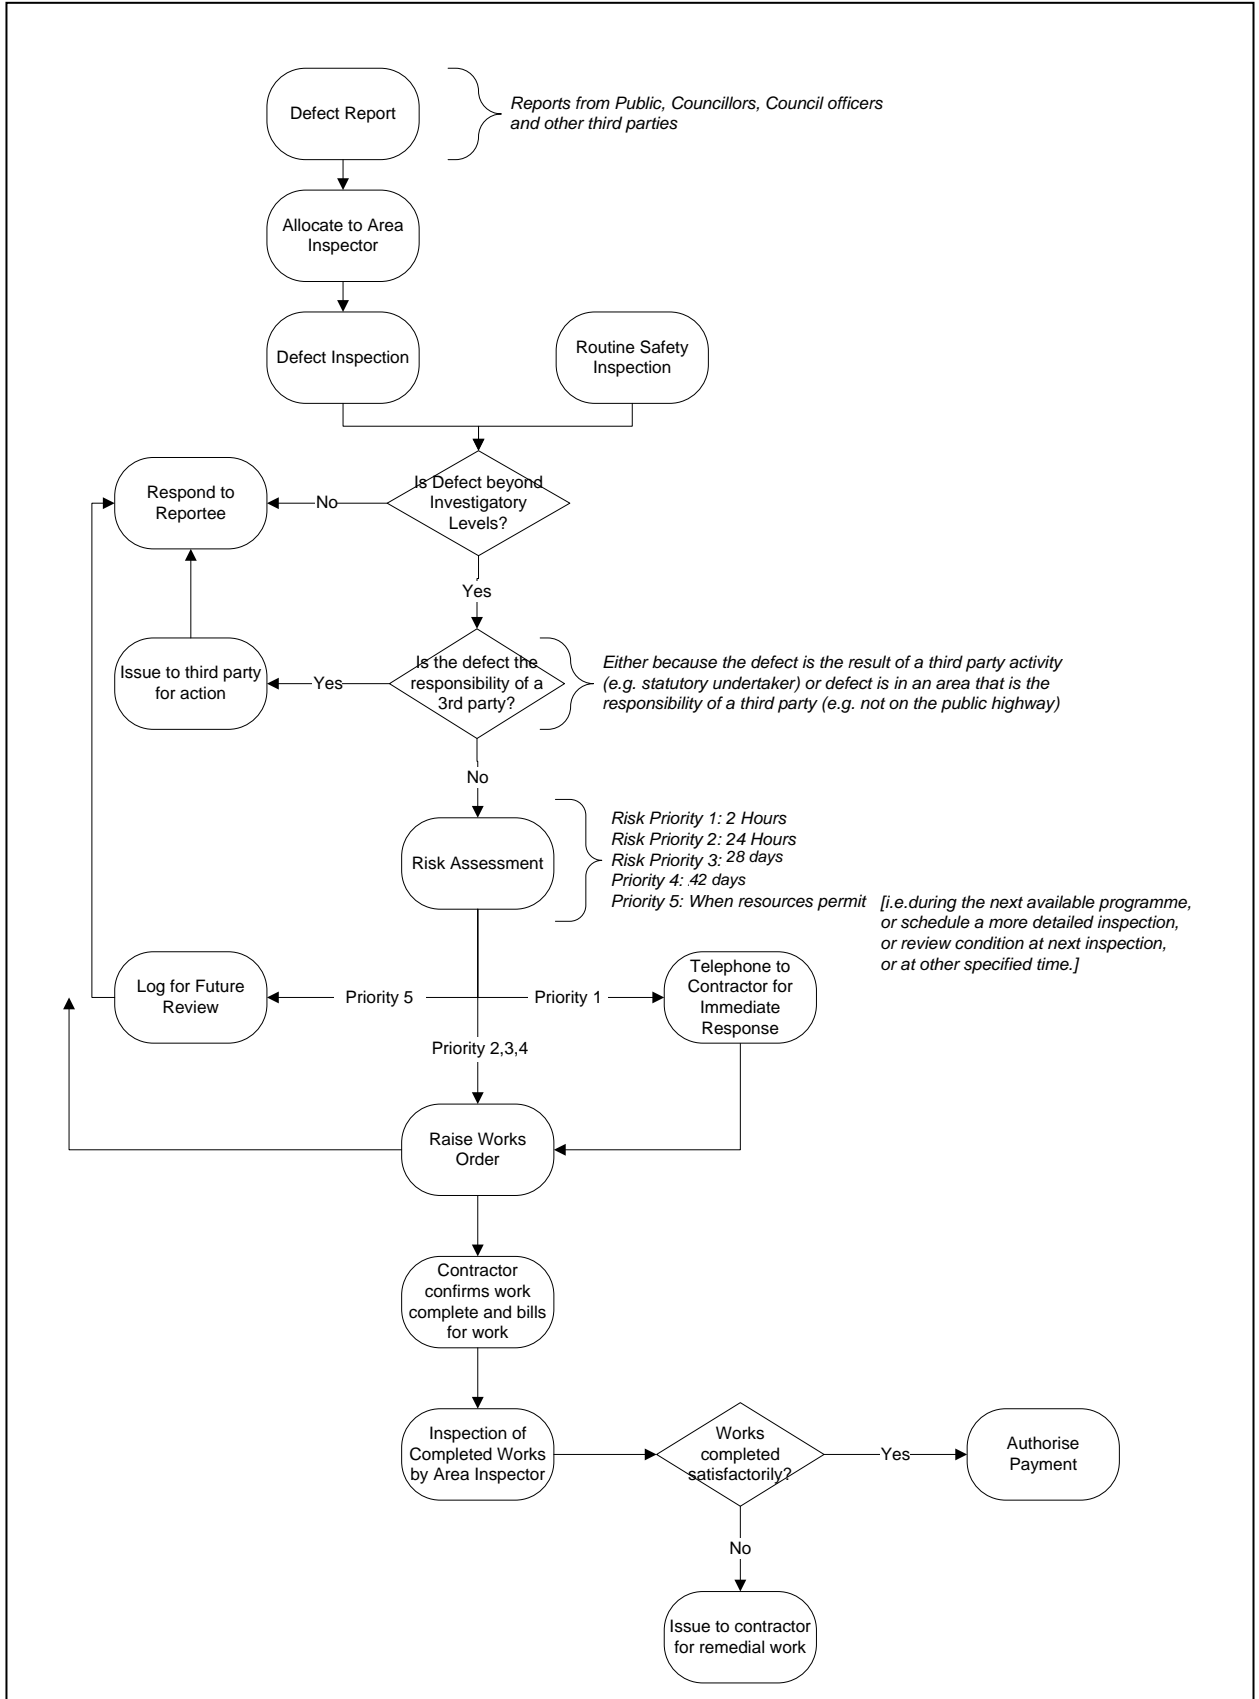 Defect Report
Reports from Public, Councillors, Council officers
and other third parties
Allocate to Area
Inspector
Defect Inspection
Routine Safety
Inspection
Is Defect beyond
Investigatory
Levels?
No
Respond to
Reportee
Yes
Is the defect the
responsibility of a
3rd party?
Yes
Issue to third party
for action
Either because the defect is the result of a third party activity
(e.g. statutory undertaker) or defect is in an area that is the
responsibility of a third party (e.g. not on the public highway)
No
Risk Assessment
Risk Priority 1: 2 Hours
Risk Priority 2: 24 Hours
Risk Priority 3: 28 days
Priority 4: 42 days
Priority 5: When resources permit [i.e.during the next available programme,
or schedule a more detailed inspection,
or review condition at next inspection,
or at other specified time.]
Log for Future
Review
Priority 5
Priority 1
Telephone to
Contractor for
Immediate
Response
Priority 2,3,4
Raise Works
Order
Contractor
confirms work
complete and bills
for work
Inspection of
Completed Works
by Area Inspector
Works
completed
satisfactorily?
Yes
Authorise
Payment
No
Issue to contractor
for remedial work